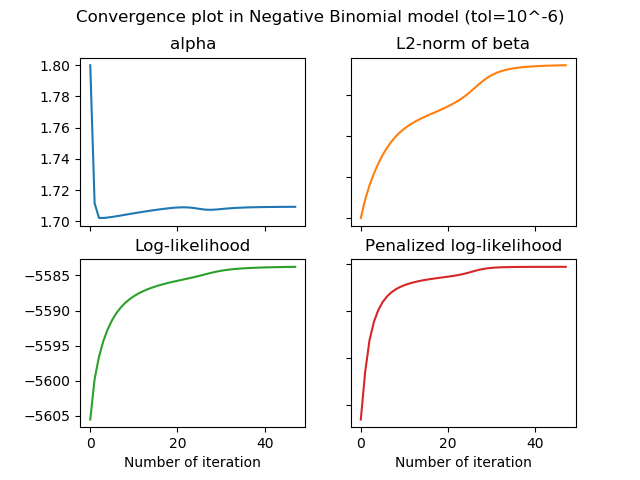 Convergence plot in Negative Binomial model (tol=10^-6)
alpha
L2-norm of beta
1.80
1.78
1.76
1.74
1.72
1.70
Log-likelihood
Penalized log-likelihood
−5585
−5590
−5595
−5600
−5605
0 20 40
0 20 40
Number of iteration
Number of iteration